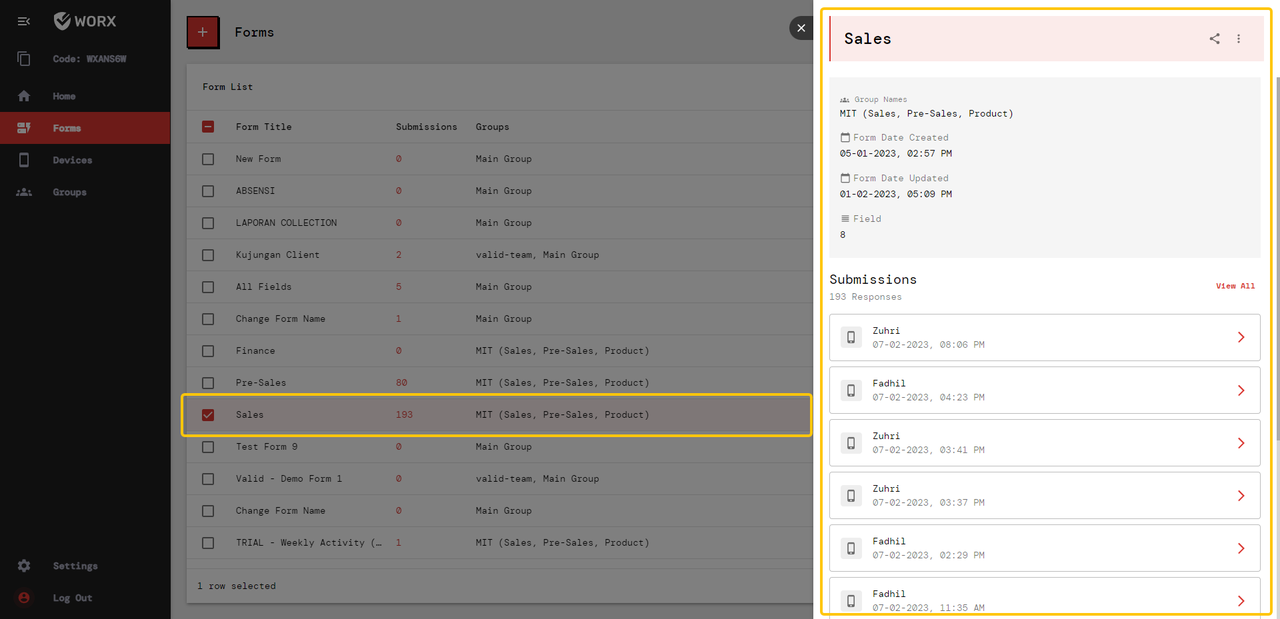 WORX
Code: WXANS6W
Home
Forms
Devices
Groups
Settings
Log Out
+ Forms
Form List
Form Title Submissions Groups
New Form 0 Main Group
ABSENSI 0 Main Group
LAPORAN COLLECTION 0 Main Group
Kujungan Client 2 valid-team, Main Group
All Fields 5 Main Group
Change Form Name 1 Main Group
Finance 0 MIT (Sales, Pre-Sales, Product)
Pre-Sales 80 MIT (Sales, Pre-Sales, Product)
Sales 193 MIT (Sales, Pre-Sales, Product)
Test Form 9 0 Main Group
Valid - Demo Form 1 0 valid-team, Main Group
Change Form Name 0 Main Group
TRIAL - Weekly Activity (… 1 MIT (Sales, Pre-Sales, Product)
1 row selected
Sales
Group Names
MIT (Sales, Pre-Sales, Product)
Form Date Created
05-01-2023, 02:57 PM
Form Date Updated
01-02-2023, 05:09 PM
Field
8
Submissions
193 Responses
View All
Zuhri
07-02-2023, 08:06 PM
Fadhil
07-02-2023, 04:23 PM
Zuhri
07-02-2023, 03:41 PM
Zuhri
07-02-2023, 03:37 PM
Fadhil
07-02-2023, 02:29 PM
Fadhil
07-02-2023, 11:35 AM